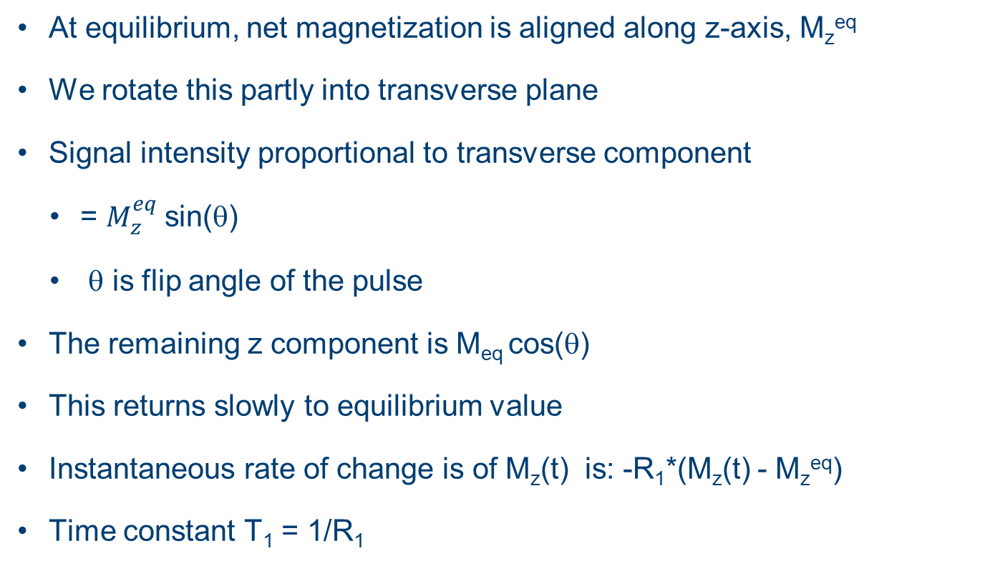 • At equilibrium, net magnetization is aligned along z-axis, M_z^eq
• We rotate this partly into transverse plane
• Signal intensity proportional to transverse component
• = M_z^eq sin(θ)
• θ is flip angle of the pulse
• The remaining z component is M_eq cos(θ)
• This returns slowly to equilibrium value
• Instantaneous rate of change is of M_z(t)  is: -R_1*(M_z(t) - M_z^eq)
• Time constant T_1 = 1/R_1